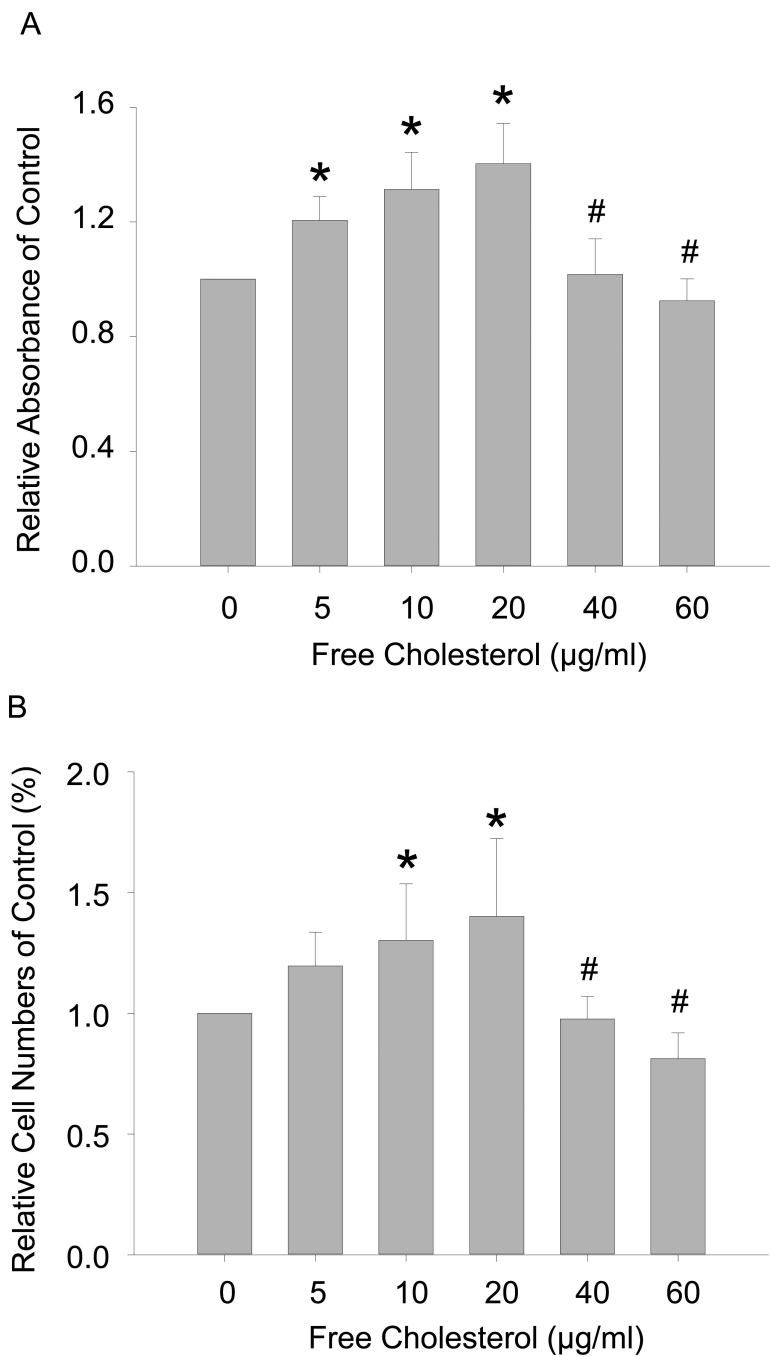 A
Relative Absorbance of Control
1.6
1.2
0.8
0.4
0.0
* * * # #
0 5 10 20 40 60
Free Cholesterol (µg/ml)
B
Relative Cell Numbers of Control (%)
2.0
1.5
1.0
0.5
0.0
* * # #
0 5 10 20 40 60
Free Cholesterol (µg/ml)